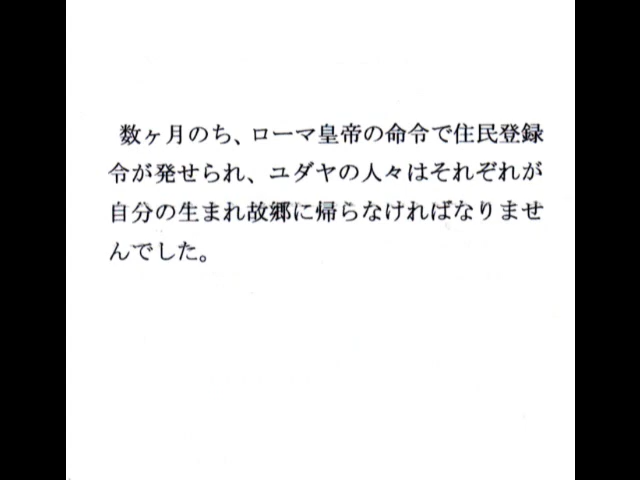 数ヶ月のち、ローマ皇帝の命令で住民登録
令が発せられ、ユダヤの人々はそれぞれが
自分の生まれ故郷に帰らなければなりませ
んでした。